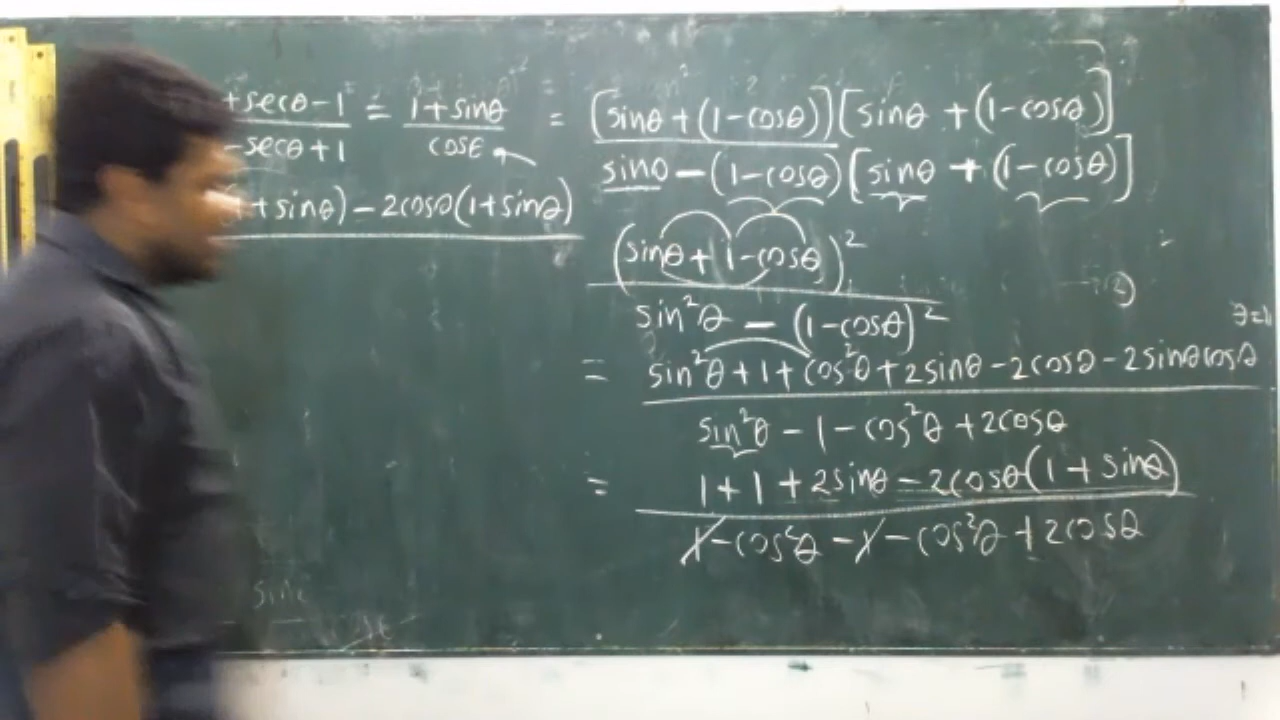 +secθ-1 = 1+sinθ
-secθ+1 cosθ
+sinθ) - 2cosθ(1+sinθ)
= [sinθ + (1-cosθ)][sinθ + (1-cosθ)]
sinθ - (1-cosθ)[sinθ + (1-cosθ)]
(sinθ + 1-cosθ)²
sin²θ - (1-cosθ)²
= sin²θ+1+cos²θ+2sinθ-2cosθ-2sinθcosθ
sin²θ - 1 - cos²θ + 2cosθ
= 1+1+2sinθ-2cosθ(1+sinθ)
1-cos²θ-1-cos²θ+2cosθ